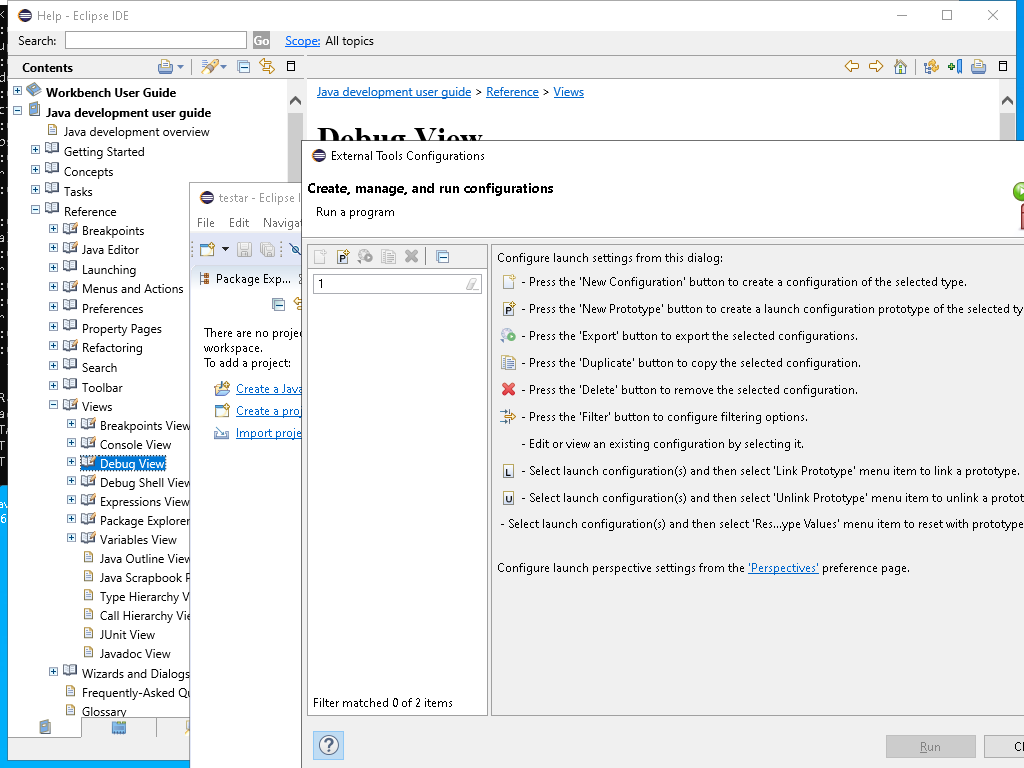 Help - Eclipse IDE
Search:
Go
Scope: All topics
Contents
Workbench User Guide
Java development user guide
Java development overview
Getting Started
Concepts
Tasks
Reference
Breakpoints
Java Editor
Launching
Menus and Actions
Preferences
Property Pages
Refactoring
Search
Toolbar
Views
Breakpoints View
Console View
Debug View
Debug Shell View
Expressions View
Package Explorer
Variables View
Java Outline View
Java Scrapbook P
Type Hierarchy V
Call Hierarchy Vie
JUnit View
Javadoc View
Wizards and Dialogs
Frequently-Asked Qu
Glossary
Java development user guide > Reference > Views
Debug View
testar - Eclipse I
File Edit Navigat
Package Exp...
There are no proje
workspace.
To add a project:
Create a Java
Create a proj
Import proje
External Tools Configurations
Create, manage, and run configurations
Run a program
1
Filter matched 0 of 2 items
Configure launch settings from this dialog:
- Press the 'New Configuration' button to create a configuration of the selected type.
P - Press the 'New Prototype' button to create a launch configuration prototype of the selected ty
- Press the 'Export' button to export the selected configurations.
- Press the 'Duplicate' button to copy the selected configuration.
- Press the 'Delete' button to remove the selected configuration.
- Press the 'Filter' button to configure filtering options.
- Edit or view an existing configuration by selecting it.
L - Select launch configuration(s) and then select 'Link Prototype' menu item to link a prototype.
U - Select launch configuration(s) and then select 'Unlink Prototype' menu item to unlink a protot
- Select launch configuration(s) and then select 'Res...ype Values' menu item to reset with prototype
Configure launch perspective settings from the 'Perspectives' preference page.
?
Run
Cl